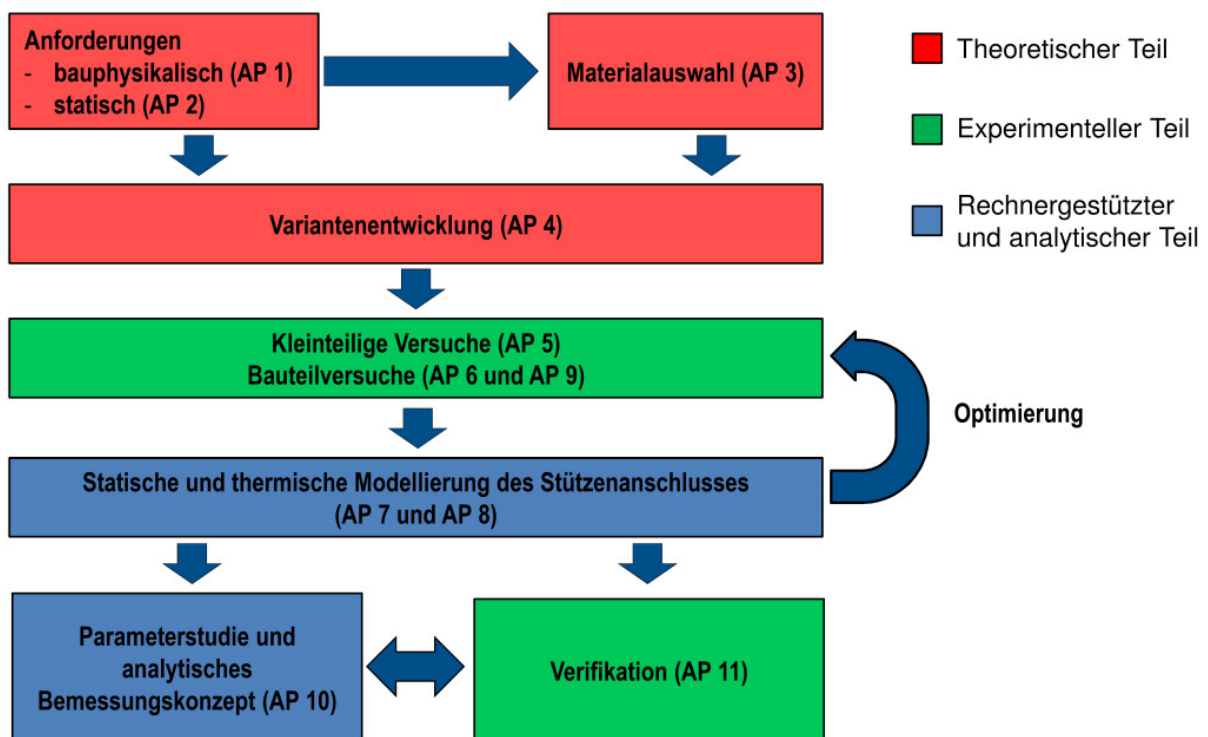 Anforderungen
- bauphysikalisch (AP 1)
- statisch (AP 2)
Materialauswahl (AP 3)
Variantenentwicklung (AP 4)
Kleinteilige Versuche (AP 5)
Bauteilversuche (AP 6 und AP 9)
Optimierung
Statische und thermische Modellierung des Stützenanschlusses
(AP 7 und AP 8)
Parameterstudie und
analytisches
Bemessungskonzept (AP 10)
Verifikation (AP 11)
Theoretischer Teil
Experimenteller Teil
Rechnergestützter
und analytischer Teil